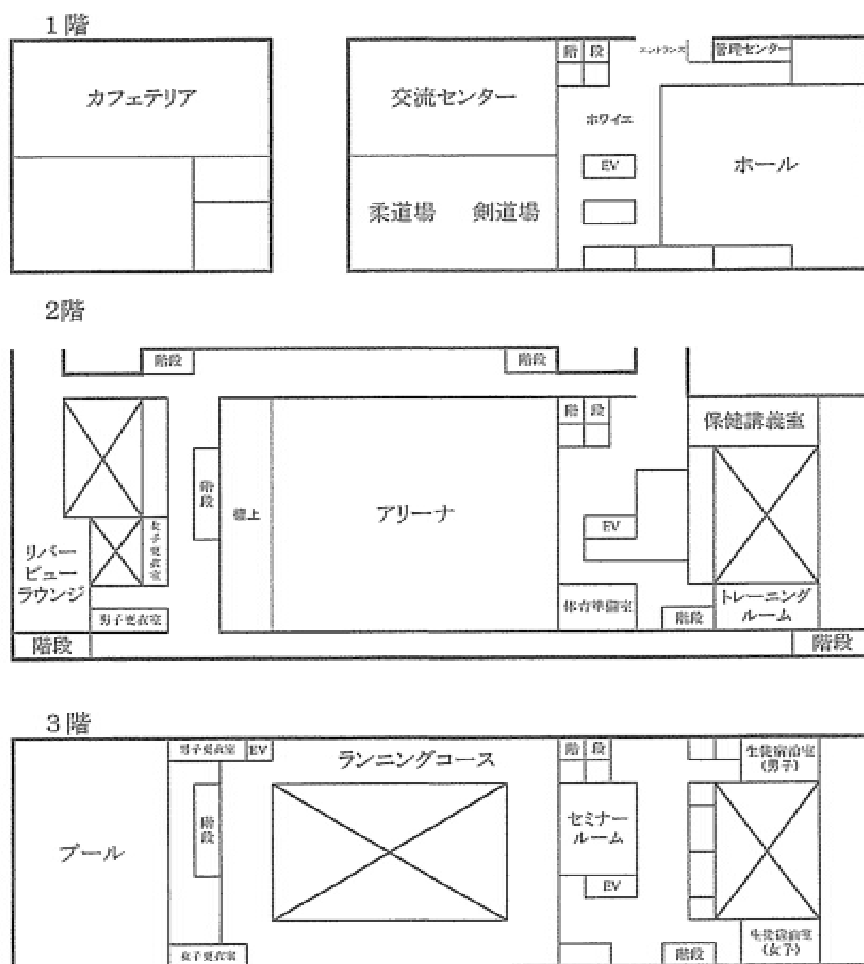 1階
階 段
エントランス
管理センター
カフェテリア
交流センター
ホワイエ
EV
ホール
柔道場 剣道場
2階
階段
階段
階 段
保健講義室
階段
壇上
アリーナ
EV
女子更衣室
リバー
ビュー
ラウンジ
男子更衣室
体育準備室
階段
トレーニング
ルーム
階段
階段
3階
男子更衣室
EV
ランニングコース
階 段
生徒宿泊室
(男子)
階段
セミナー
ルーム
プール
EV
女子更衣室
階段
生徒宿泊室
(女子)